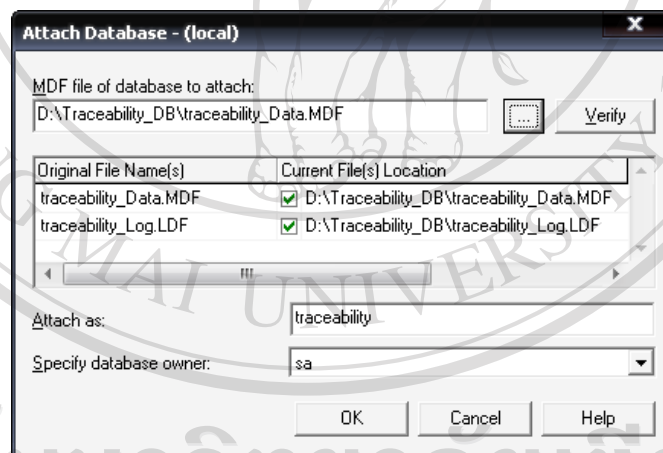 Attach Database - (local)
MDF file of database to attach:
D:\Traceability_DB\traceability_Data.MDF
...
Verify
Original File Name(s) Current File(s) Location
traceability_Data.MDF D:\Traceability_DB\traceability_Data.MDF
traceability_Log.LDF D:\Traceability_DB\traceability_Log.LDF
Attach as: traceability
Specify database owner: sa
OK Cancel Help
MAI UNIVERSITY